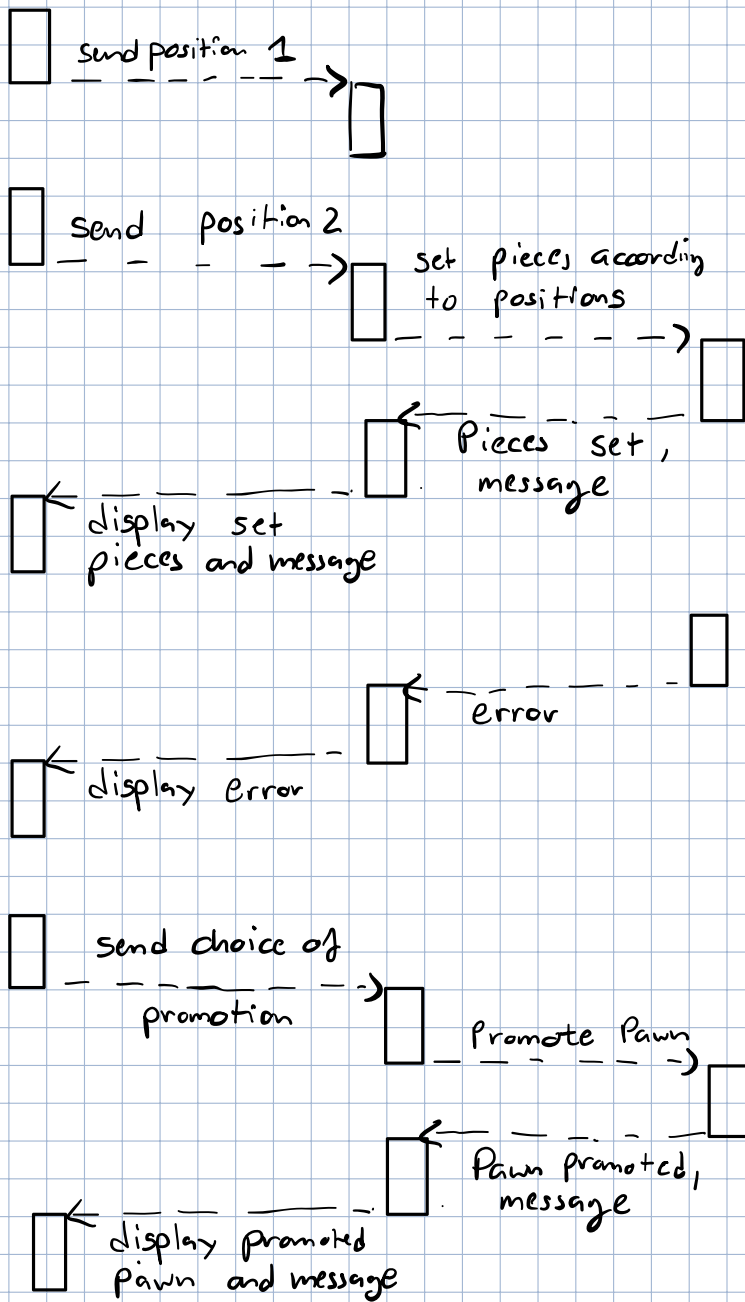 send position 1
send position 2
set pieces according
to positions
Pieces set,
message
display set
pieces and message
error
display error
send choice of
promotion
Promote Pawn
Pawn promoted,
message
display promoted
pawn and message